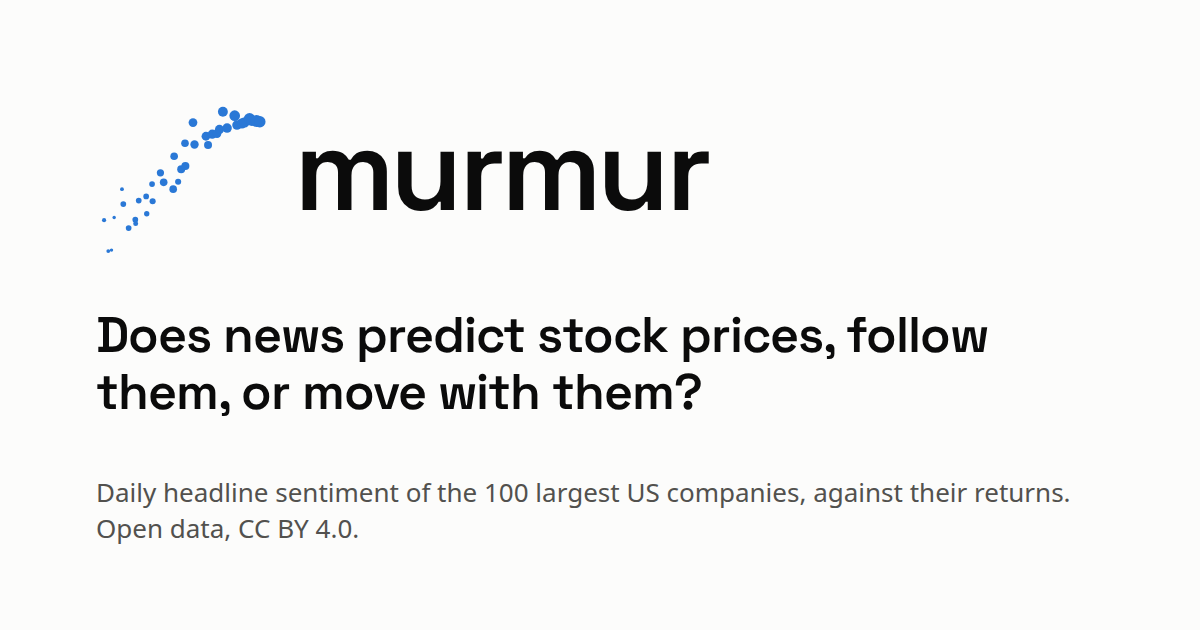 murmur
Does news predict stock prices, follow
them, or move with them?
Daily headline sentiment of the 100 largest US companies, against their returns.
Open data, CC BY 4.0.